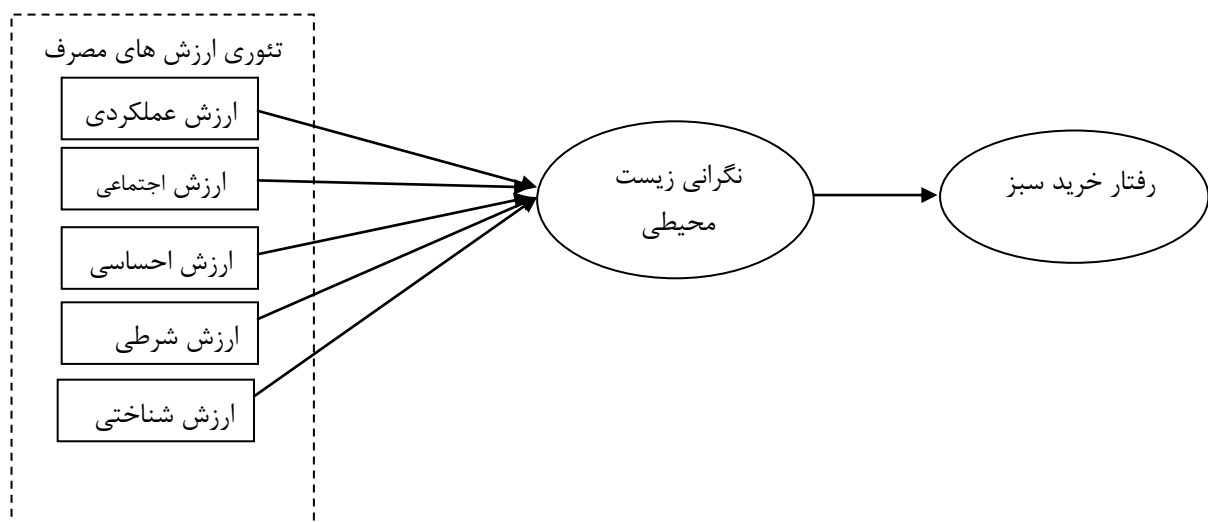 تئوری ارزش های مصرف
ارزش عملکردی
ارزش اجتماعی
ارزش احساسی
ارزش شرطی
ارزش شناختی
نگرانی زیست
محیطی
رفتار خرید سبز